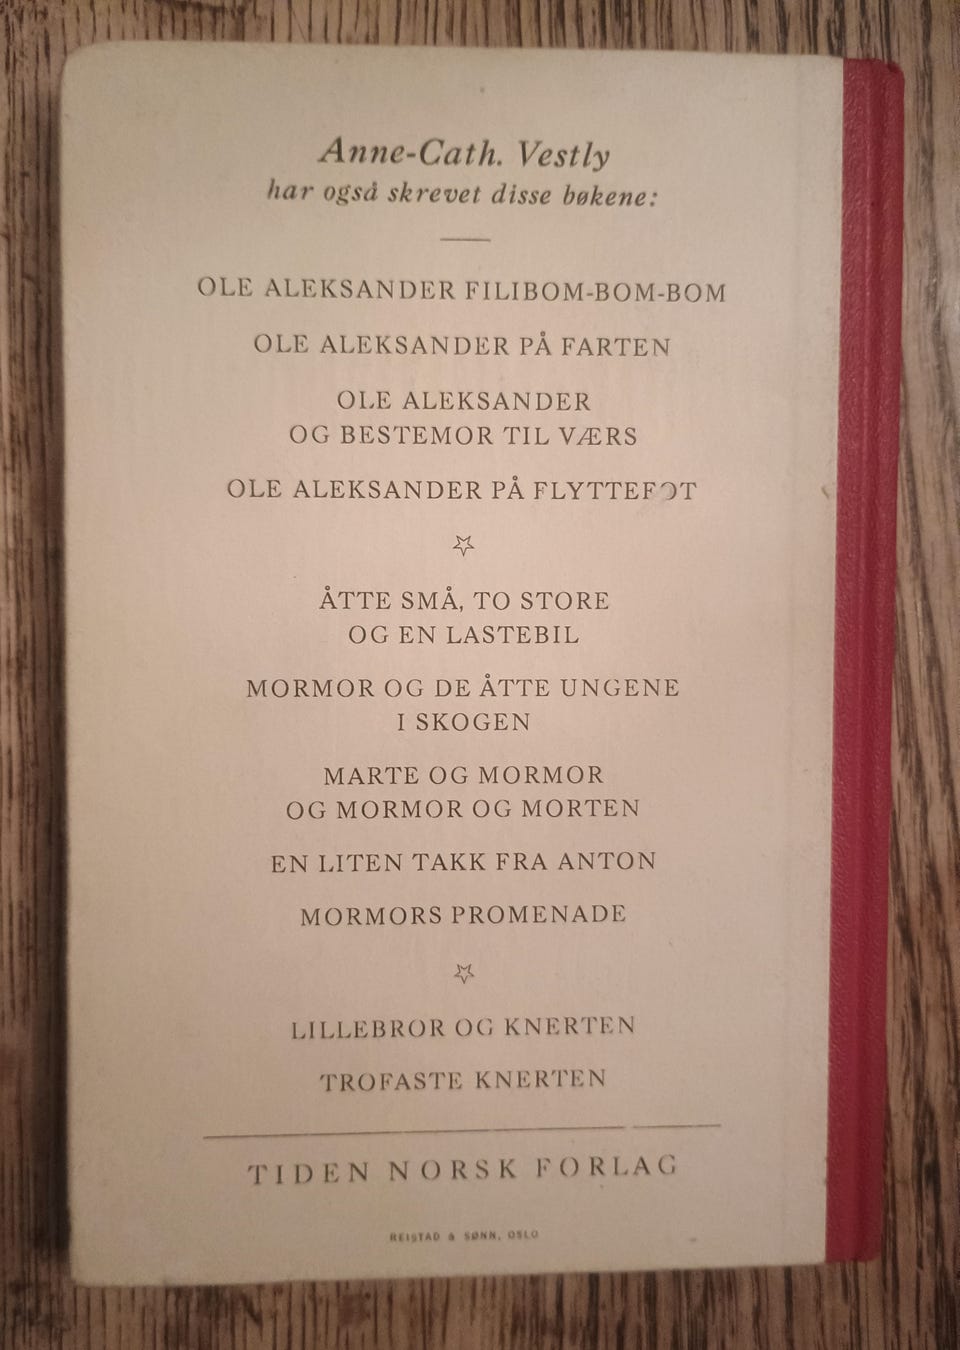 Anne-Cath. Vestly
har også skrevet disse bøkene:
OLE ALEKSANDER FILIBOM-BOM-BOM
OLE ALEKSANDER PÅ FARTEN
OLE ALEKSANDER
OG BESTEMOR TIL VÆRS
OLE ALEKSANDER PÅ FLYTTEFOT
ÅTTE SMÅ, TO STORE
OG EN LASTEBIL
MORMOR OG DE ÅTTE UNGENE
I SKOGEN
MARTE OG MORMOR
OG MORMOR OG MORTEN
EN LITEN TAKK FRA ANTON
MORMORS PROMENADE
LILLEBROR OG KNERTEN
TROFASTE KNERTEN
TIDEN NORSK FORLAG
REISTAD & SØNN, OSLO